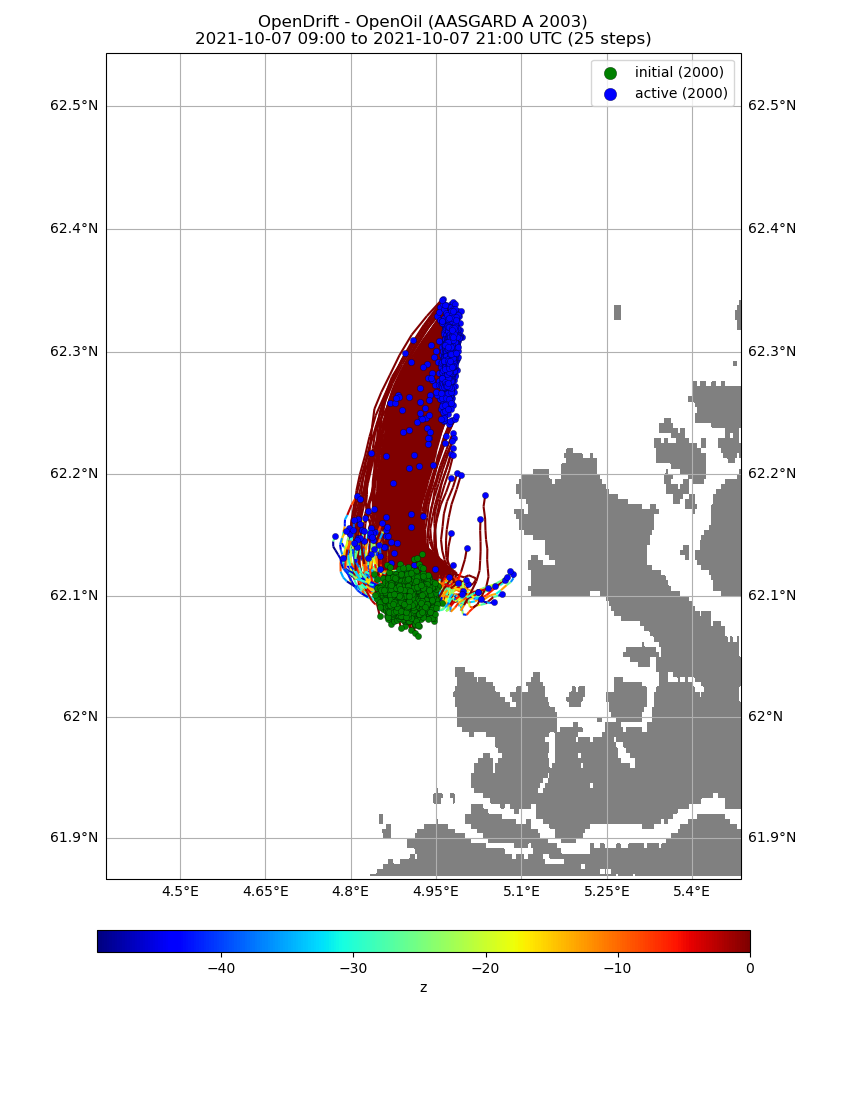 OpenDrift - OpenOil (AASGARD A 2003)
2021-10-07 09:00 to 2021-10-07 21:00 UTC (25 steps)
initial (2000)
active (2000)
62.5°N 62.5°N
62.4°N 62.4°N
62.3°N 62.3°N
62.2°N 62.2°N
62.1°N 62.1°N
62°N 62°N
61.9°N 61.9°N
4.5°E 4.65°E 4.8°E 4.95°E 5.1°E 5.25°E 5.4°E
−40 −30 −20 −10 0
z